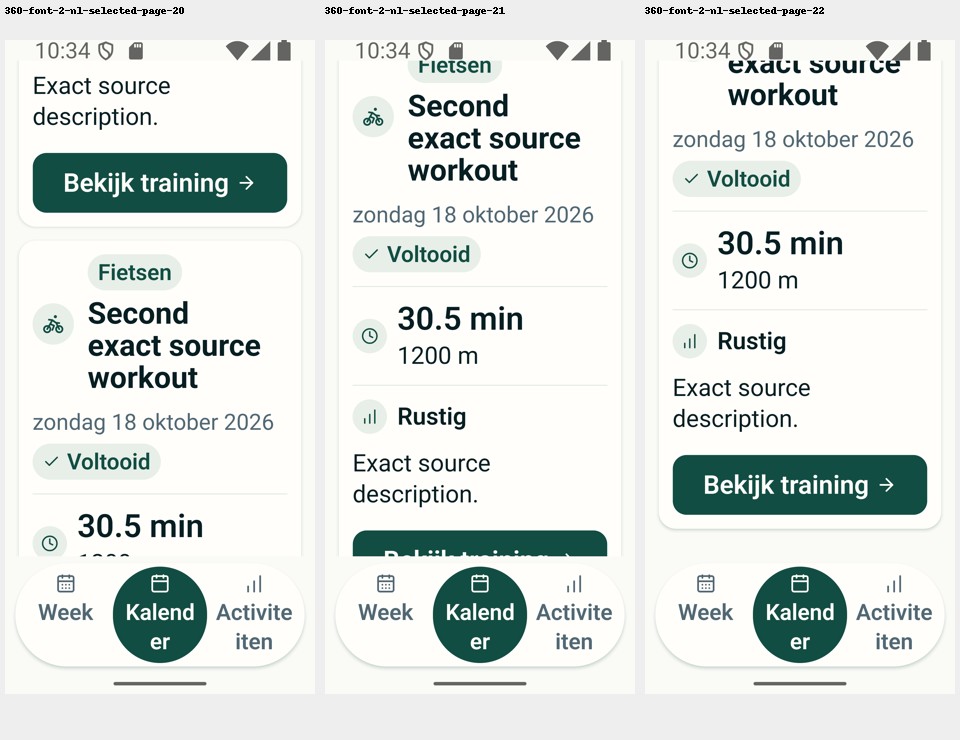 360-font-2-nl-selected-page-20
10:34
Exact source
description.
Bekijk training →
Fietsen
Second
exact source
workout
zondag 18 oktober 2026
✓ Voltooid
30.5 min
Week
Kalend
er
Activite
iten
360-font-2-nl-selected-page-21
10:34
Fietsen
Second
exact source
workout
zondag 18 oktober 2026
✓ Voltooid
30.5 min
1200 m
Rustig
Exact source
description.
Bekijk training →
Week
Kalend
er
Activite
iten
360-font-2-nl-selected-page-22
10:34
exact source
workout
zondag 18 oktober 2026
✓ Voltooid
30.5 min
1200 m
Rustig
Exact source
description.
Bekijk training →
Week
Kalend
er
Activite
iten